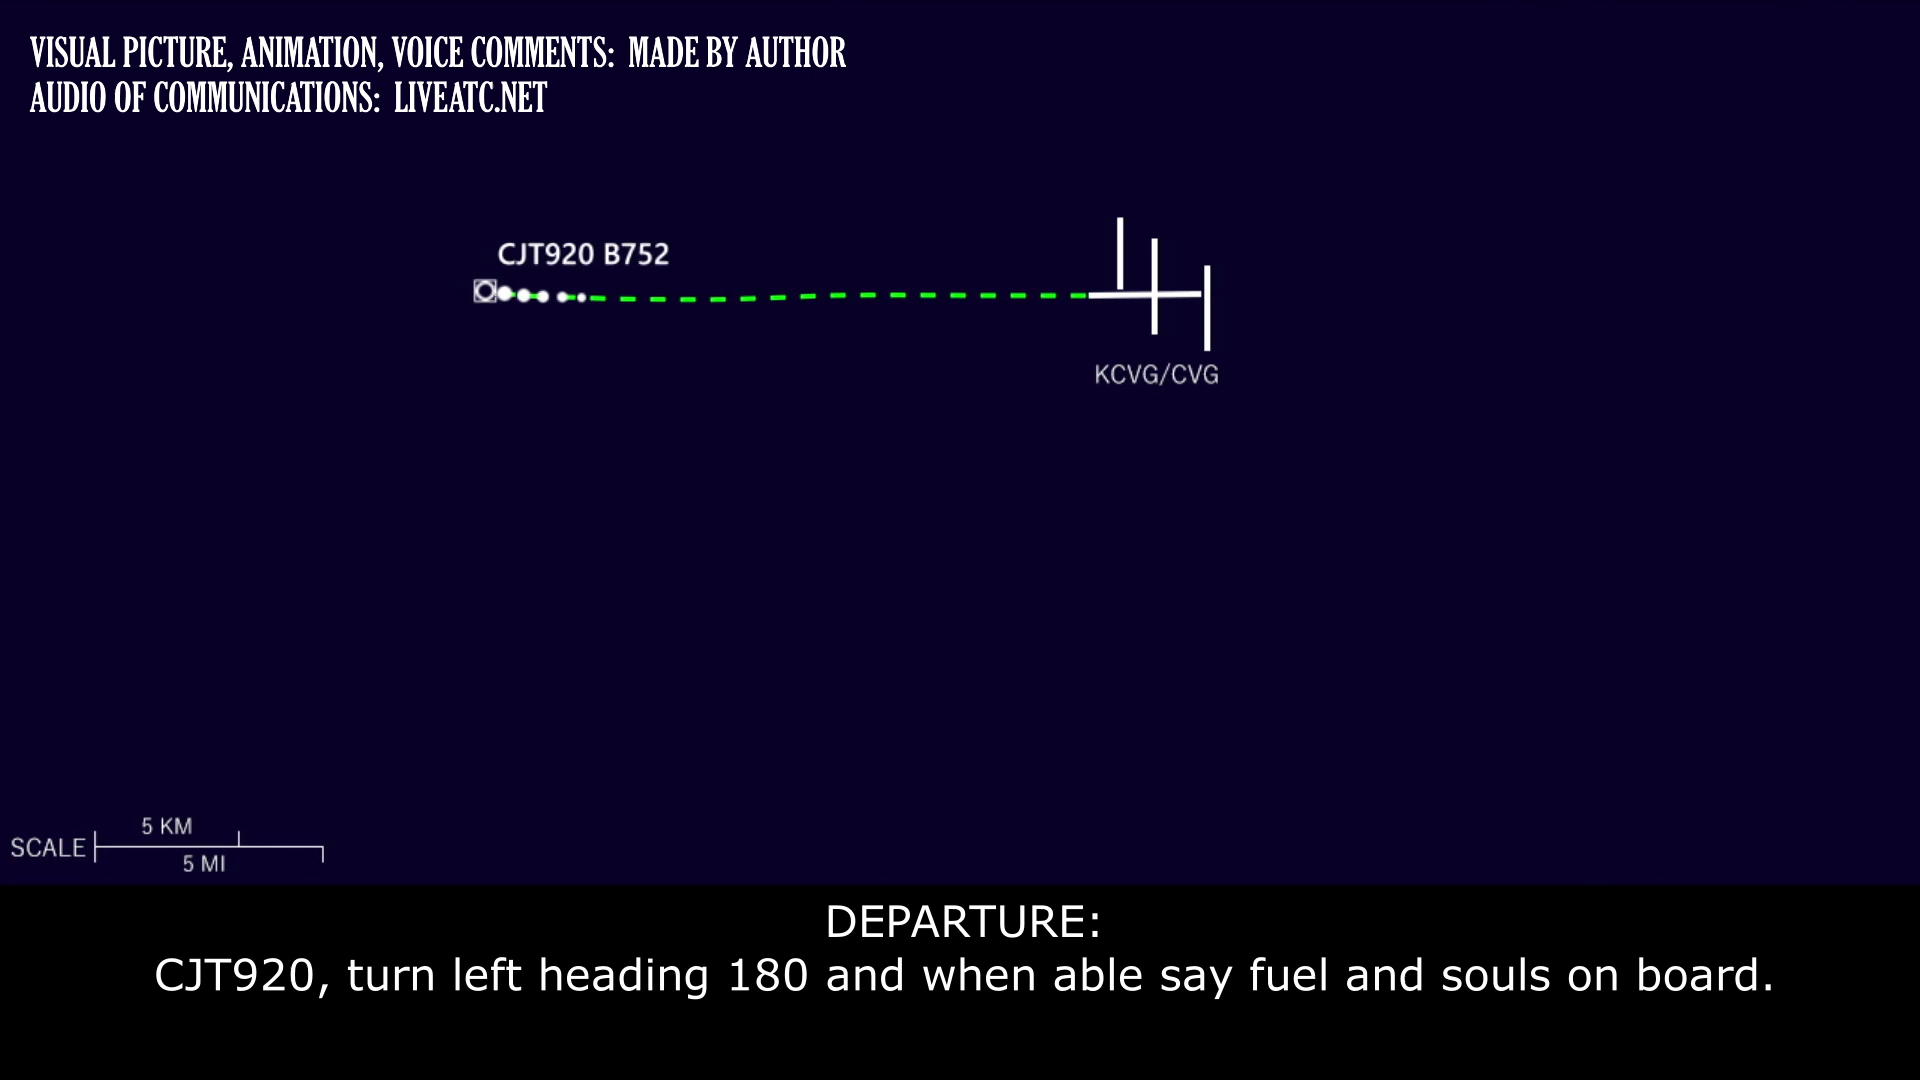 VISUAL PICTURE, ANIMATION, VOICE COMMENTS: MADE BY AUTHOR
AUDIO OF COMMUNICATIONS: LIVEATC.NET
CJT920 B752
KCVG/CVG
5 KM
SCALE
5 MI
DEPARTURE:
CJT920, turn left heading 180 and when able say fuel and souls on board.